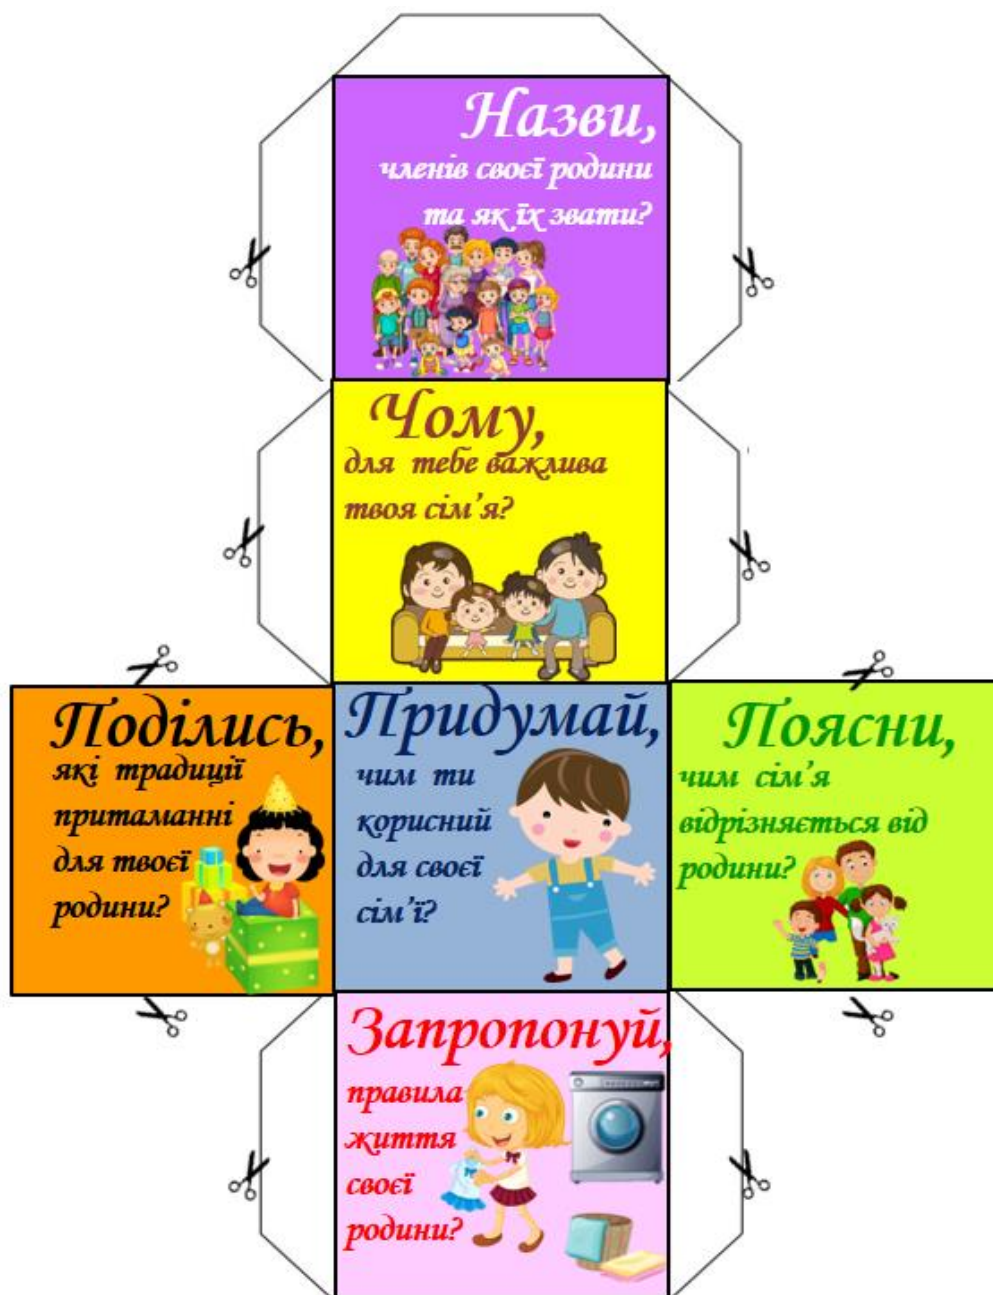 Назви,
членів своєї родини
та як їх звати?
Чому,
для тебе важлива
твоя сім’я?
Поділись,
які традиції
притаманні
для твоєї
родини?
Придумай,
чим ти
корисний
для своєї
сім’ї?
Поясни,
чим сім’я
відрізняється від
родини?
Запропонуй,
правила
життя
своєї
родини?